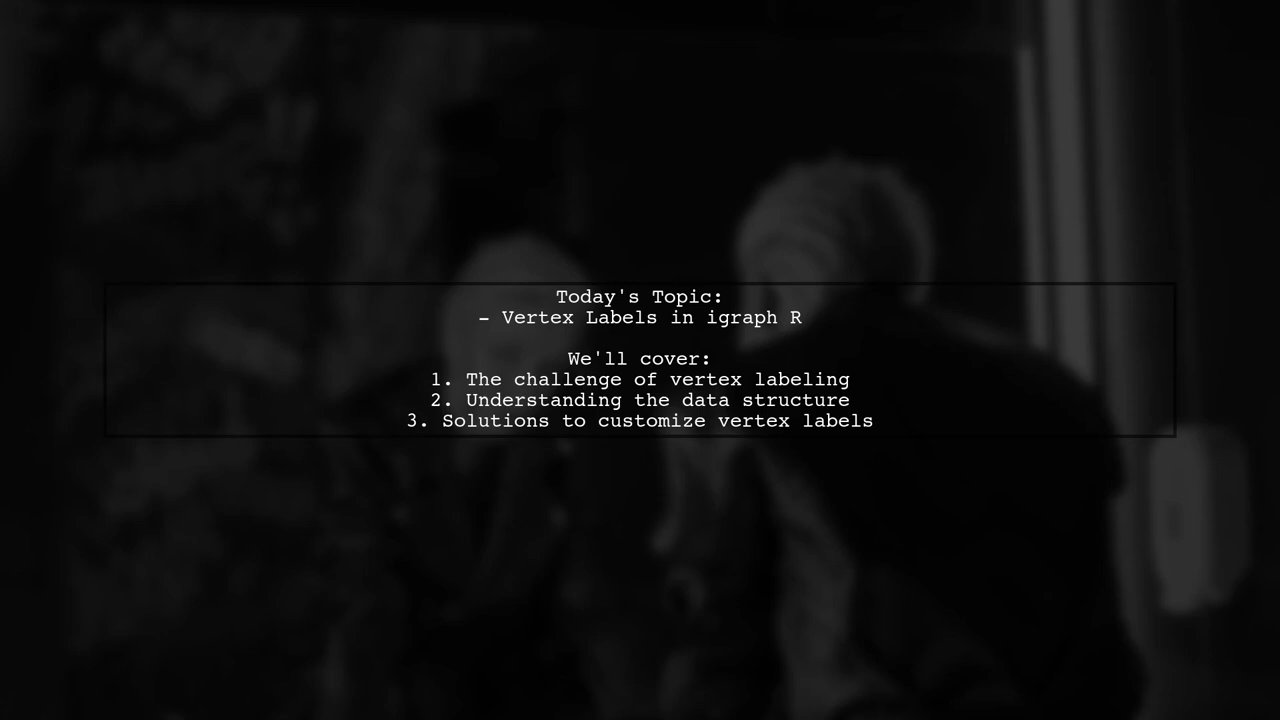 Today's Topic:
- Vertex Labels in igraph R
We'll cover:
1. The challenge of vertex labeling
2. Understanding the data structure
3. Solutions to customize vertex labels